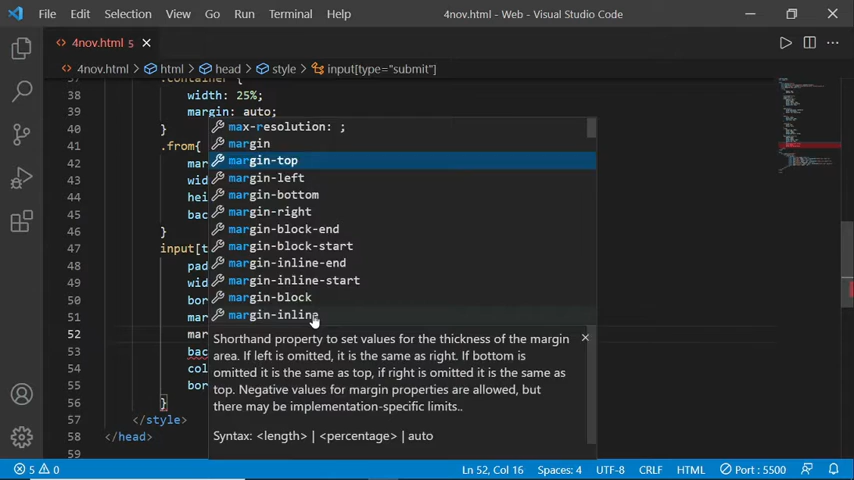 File Edit Selection View Go Run Terminal Help 4nov.html - Web - Visual Studio Code
4nov.html 5
4nov.html > html > head > style > input[type="submit"]
.container {
38 width: 25%;
39 margin: auto;
40 }
41 .from{
42 mar
43 wid
44 hei
45 bac
46 }
47 input[t
48 pad
49 wid
50 bor
51 mar
52 mar
53 bac
54 col
55 bor
56 }
57 </style>
58 </head>
59
max-resolution: ;
margin
margin-top
margin-left
margin-bottom
margin-right
margin-block-end
margin-block-start
margin-inline-end
margin-inline-start
margin-block
margin-inline
Shorthand property to set values for the thickness of the margin
area. If left is omitted, it is the same as right. If bottom is
omitted it is the same as top, if right is omitted it is the same as
top. Negative values for margin properties are allowed, but
there may be implementation-specific limits..
Syntax: <length> | <percentage> | auto
5 0 Ln 52, Col 16 Spaces: 4 UTF-8 CRLF HTML Port : 5500